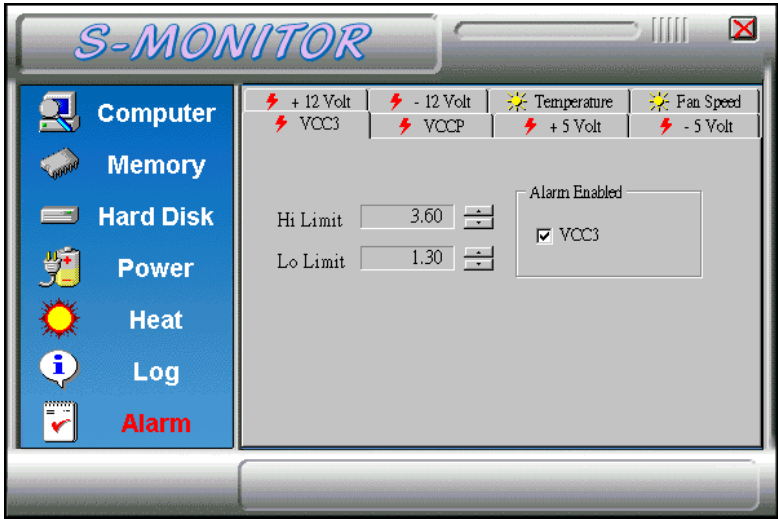 S-MONITOR
Computer
Memory
Hard Disk
Power
Heat
Log
Alarm
+ 12 Volt
- 12 Volt
Temperature
Fan Speed
VCC3
VCCP
+ 5 Volt
- 5 Volt
Hi Limit 3.60
Lo Limit 1.30
Alarm Enabled
VCC3